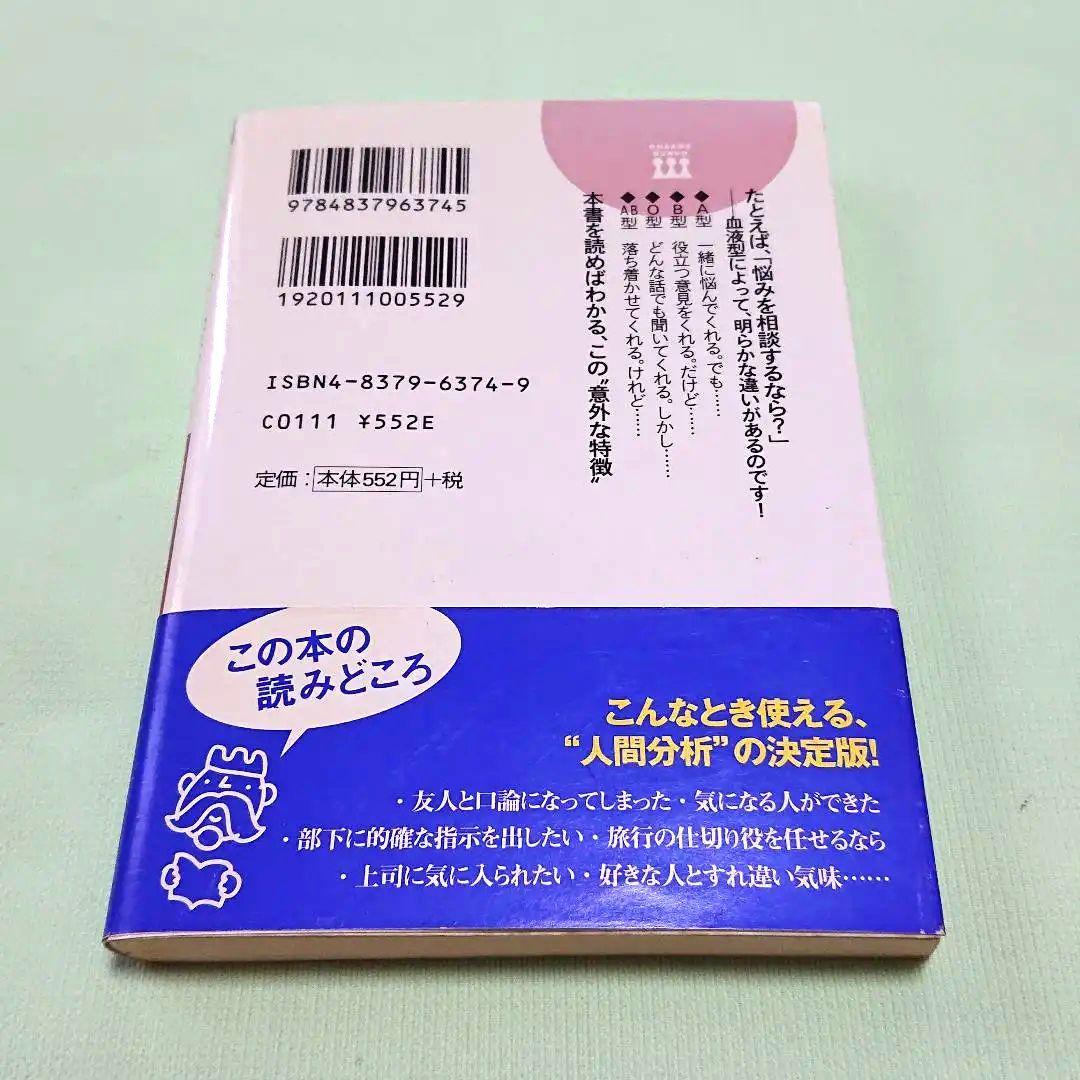 9784837963745
1920111005529
ISBN4-8379-6374-9
C0111 ¥552E
定価：本体552円+税
たとえば、「悩みを相談するなら？」
――血液型によって、明らかな違いがあるのです！
◆A型 一緒に悩んでくれる。でも……
◆B型 役立つ意見をくれる。だけど……
◆O型 どんな話でも聞いてくれる。しかし……
◆AB型 落ち着かせてくれる。けれど……
本書を読めばわかる、この〝意外な特徴〟
この本の
読みどころ
こんなとき使える、
“人間分析”の決定版!
・友人と口論になってしまった・気になる人ができた
・部下に的確な指示を出したい・旅行の仕切り役を任せるなら
・上司に気に入られたい・好きな人とすれ違い気味……